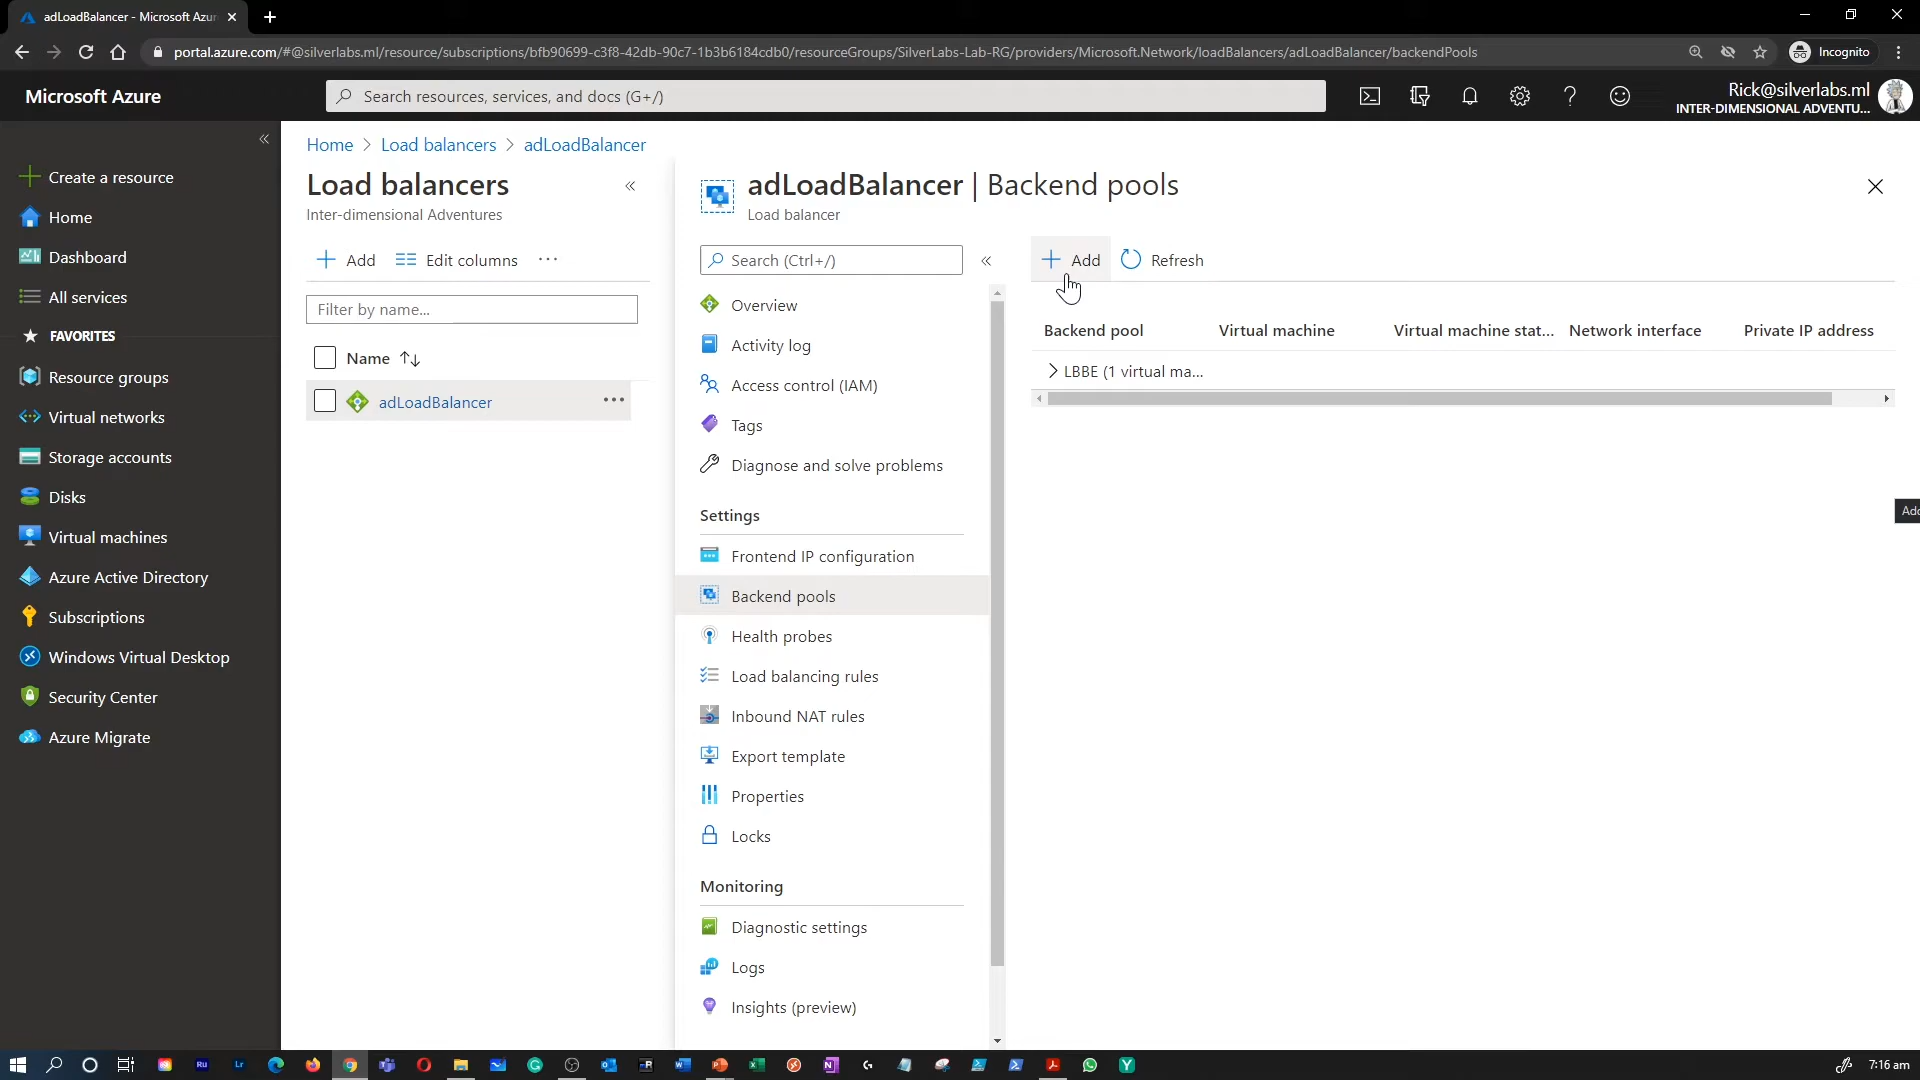 adLoadBalancer - Microsoft Azur
portal.azure.com/#@silverlabs.ml/resource/subscriptions/bfb90699-c3f8-42db-90c7-1b3b6184cdb0/resourceGroups/SilverLabs-Lab-RG/providers/Microsoft.Network/loadBalancers/adLoadBalancer/backendPools
Incognito
Microsoft Azure
Search resources, services, and docs (G+/)
Rick@silverlabs.ml
INTER-DIMENSIONAL ADVENTU...
Create a resource
Home
Dashboard
All services
FAVORITES
Resource groups
Virtual networks
Storage accounts
Disks
Virtual machines
Azure Active Directory
Subscriptions
Windows Virtual Desktop
Security Center
Azure Migrate
Home > Load balancers > adLoadBalancer
Load balancers
Inter-dimensional Adventures
Add
Edit columns
Filter by name...
Name
adLoadBalancer
adLoadBalancer | Backend pools
Load balancer
Search (Ctrl+/)
Overview
Activity log
Access control (IAM)
Tags
Diagnose and solve problems
Settings
Frontend IP configuration
Backend pools
Health probes
Load balancing rules
Inbound NAT rules
Export template
Properties
Locks
Monitoring
Diagnostic settings
Logs
Insights (preview)
Add
Refresh
Backend pool
Virtual machine
Virtual machine stat...
Network interface
Private IP address
LBBE (1 virtual ma...
Add
7:16 am